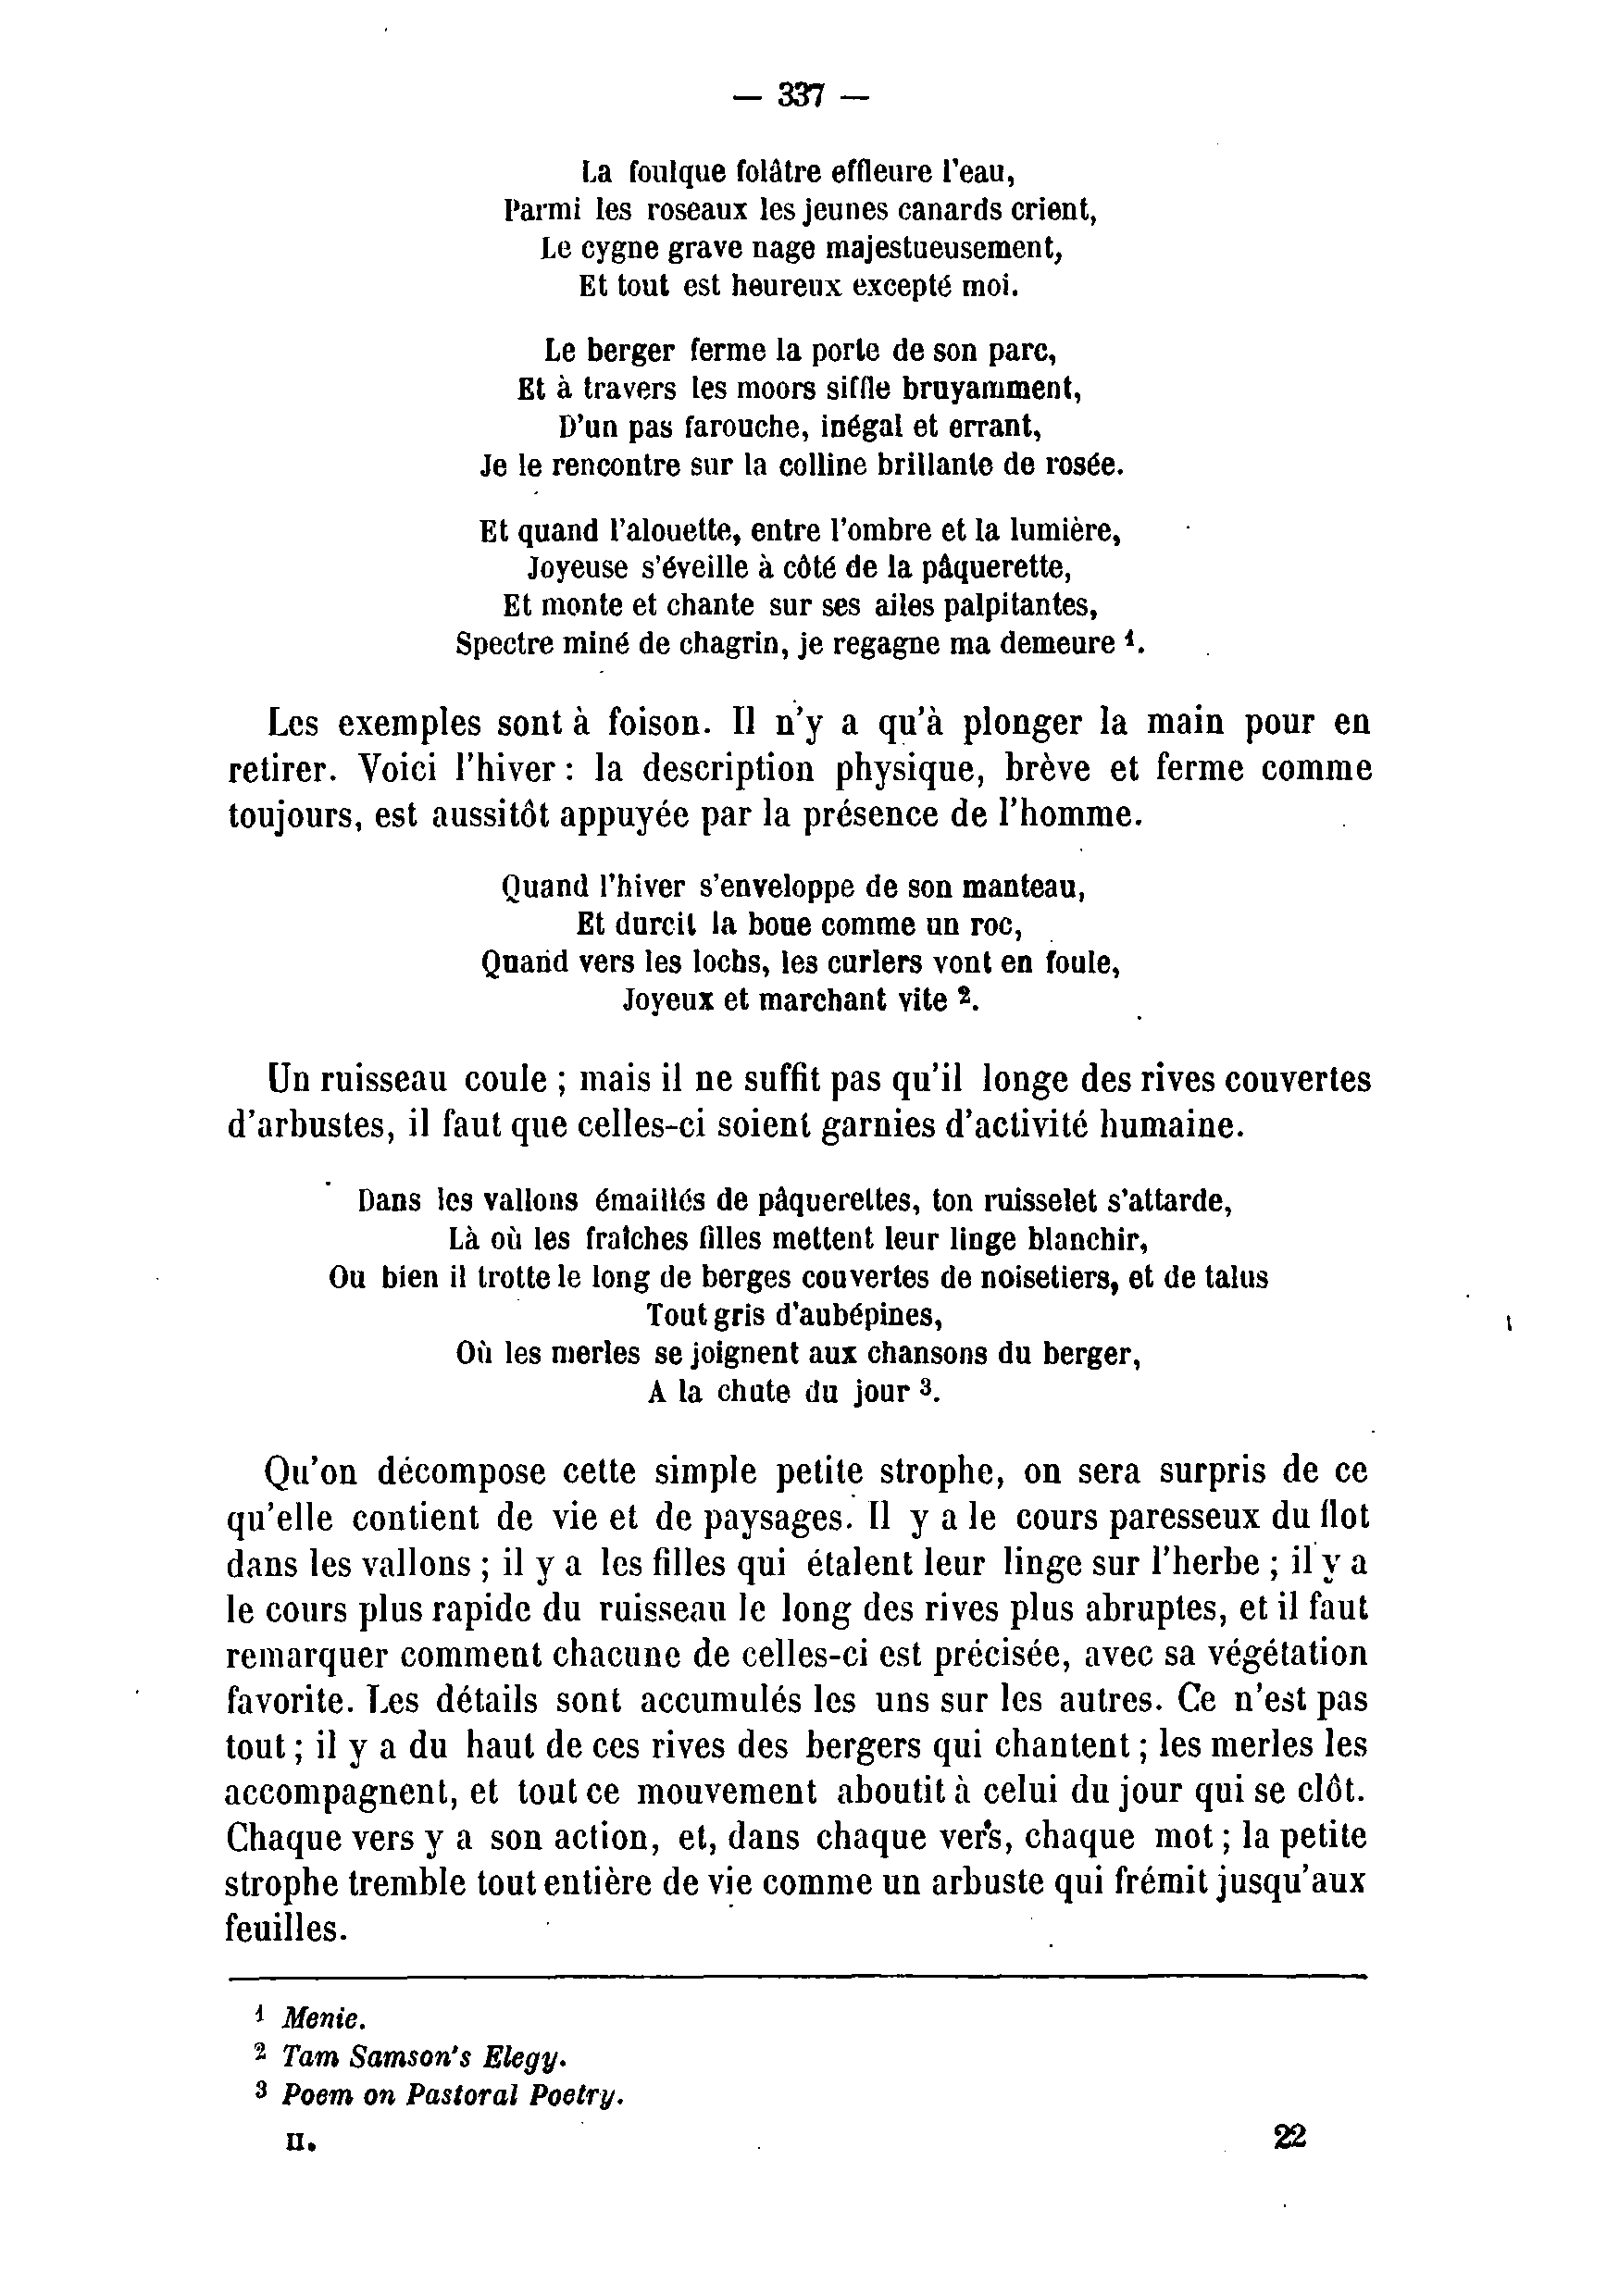 — 337 —
La foulque folâtre effleure l'eau,
Parmi les roseaux les jeunes canards crient,
Le cygne grave nage majestueusement,
Et tout est heureux excepté moi.
Le berger ferme la porte de son parc,
Et à travers les moors siffle bruyamment,
D'un pas farouche, inégal et errant,
Je le rencontre sur la colline brillante de rosée.
Et quand l'alouette, entre l'ombre et la lumière,
Joyeuse s'éveille à côté de la pâquerette,
Et monte et chante sur ses ailes palpitantes,
Spectre miné de chagrin, je regagne ma demeure 1.
Les exemples sont à foison. Il n'y a qu'à plonger la main pour en
retirer. Voici l'hiver : la description physique, brève et ferme comme
toujours, est aussitôt appuyée par la présence de l'homme.
Quand l'hiver s'enveloppe de son manteau,
Et durcit la boue comme un roc,
Quand vers les lochs, les curlers vont en foule,
Joyeux et marchant vite 2.
Un ruisseau coule ; mais il ne suffit pas qu'il longe des rives couvertes
d'arbustes, il faut que celles-ci soient garnies d'activité humaine.
Dans les vallons émaillés de pâquerettes, ton ruisselet s'attarde,
Là où les fraîches filles mettent leur linge blanchir,
Ou bien il trotte le long de berges couvertes de noisetiers, et de talus
Tout gris d'aubépines,
Où les merles se joignent aux chansons du berger,
A la chute du jour 3.
Qu'on décompose cette simple petite strophe, on sera surpris de ce
qu'elle contient de vie et de paysages. Il y a le cours paresseux du flot
dans les vallons ; il y a les filles qui étalent leur linge sur l'herbe ; il y a
le cours plus rapide du ruisseau le long des rives plus abruptes, et il faut
remarquer comment chacune de celles-ci est précisée, avec sa végétation
favorite. Les détails sont accumulés les uns sur les autres. Ce n'est pas
tout ; il y a du haut de ces rives des bergers qui chantent ; les merles les
accompagnent, et tout ce mouvement aboutit à celui du jour qui se clôt.
Chaque vers y a son action, et, dans chaque vers, chaque mot ; la petite
strophe tremble tout entière de vie comme un arbuste qui frémit jusqu'aux
feuilles.
1 Menie.
2 Tam Samson's Elegy.
3 Poem on Pastoral Poetry.
II. 22